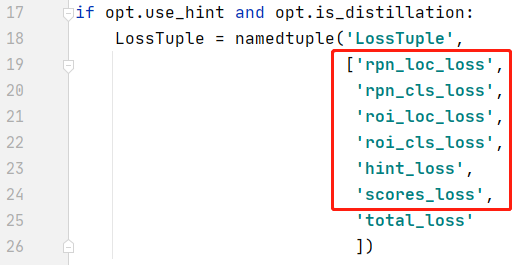 17 if opt.use_hint and opt.is_distillation:
18     LossTuple = namedtuple('LossTuple',
19                            ['rpn_loc_loss',
20                             'rpn_cls_loss',
21                             'roi_loc_loss',
22                             'roi_cls_loss',
23                             'hint_loss',
24                             'scores_loss',
25                             'total_loss'
26                             ])